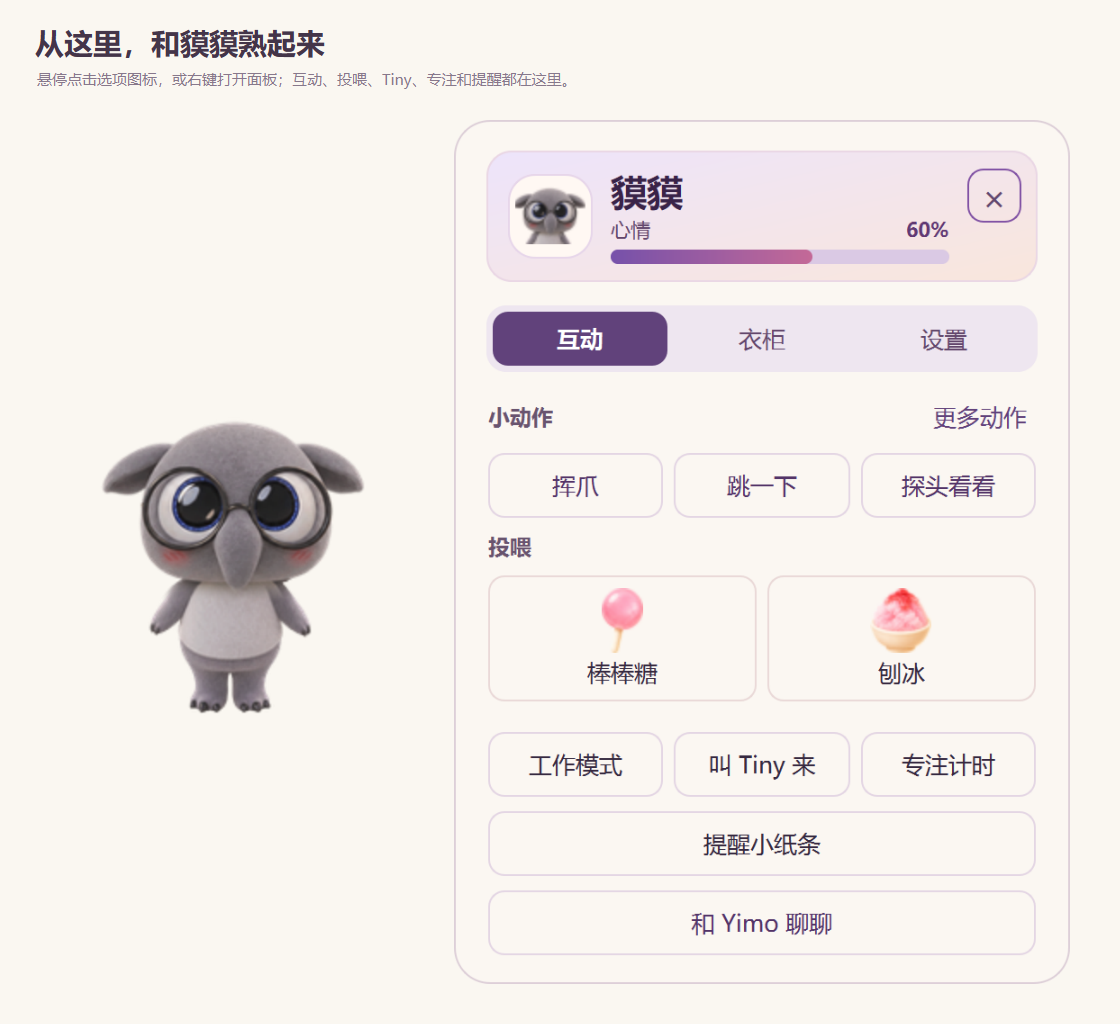 从这里，和貘貘熟起来
悬停点击选项图标，或右键打开面板；互动、投喂、Tiny、专注和提醒都在这里。
貘貘
心情 60%
互动 衣柜 设置
小动作 更多动作
挥爪 跳一下 探头看看
投喂
棒棒糖 刨冰
工作模式 叫 Tiny 来 专注计时
提醒小纸条
和 Yimo 聊聊